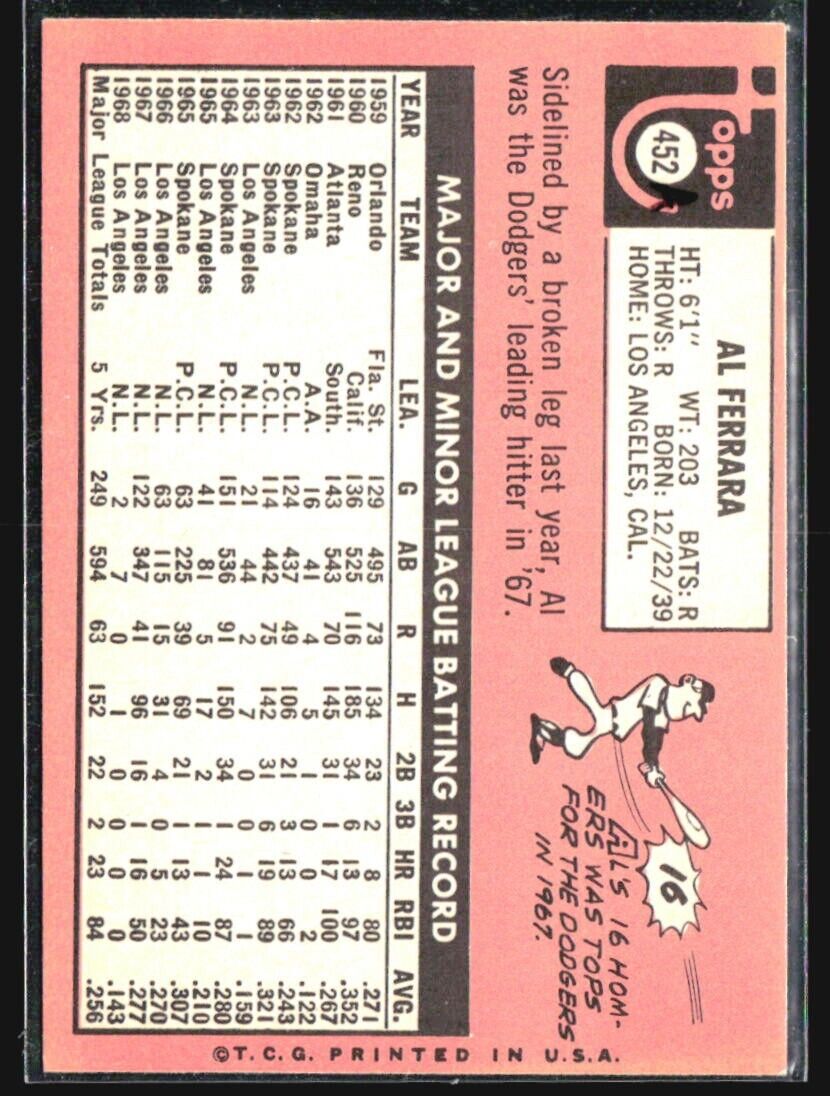 Topps
452
AL FERRARA
HT: 6'1" WT: 203 BATS: R
THROWS: R BORN: 12/22/39
HOME: LOS ANGELES, CAL.
Sidelined by a broken leg last year, Al
was the Dodgers' leading hitter in '67.
16
AL'S 16 HOM-
ERS WAS TOPS
FOR THE DODGERS
IN 1967.
MAJOR AND MINOR LEAGUE BATTING RECORD
YEAR TEAM LEA. G AB R H 2B 3B HR RBI AVG.
1959 Orlando Fla. St. 129 495 73 134 23 2 8 80 .271
1960 Reno Calif. 136 525 116 185 34 6 13 97 .352
1961 Atlanta South. 143 543 70 145 31 1 17 100 .267
1962 Omaha A.A. 16 41 4 5 1 0 0 2 .122
1962 Spokane P.C.L. 124 437 49 106 21 3 13 66 .243
1963 Spokane P.C.L. 114 442 75 142 31 6 19 89 .321
1963 Los Angeles N.L. 21 44 2 7 0 0 1 1 .159
1964 Spokane P.C.L. 151 536 91 150 34 1 24 87 .280
1965 Los Angeles N.L. 41 81 5 17 2 1 1 10 .210
1965 Spokane P.C.L. 63 225 39 69 21 1 13 43 .307
1966 Los Angeles N.L. 63 115 15 31 4 0 5 23 .270
1967 Los Angeles N.L. 122 347 41 96 16 1 16 50 .277
1968 Los Angeles N.L. 2 7 0 1 0 0 0 0 .143
Major League Totals 5 Yrs. 249 594 63 152 22 2 23 84 .256
©T.C.G. PRINTED IN U.S.A.